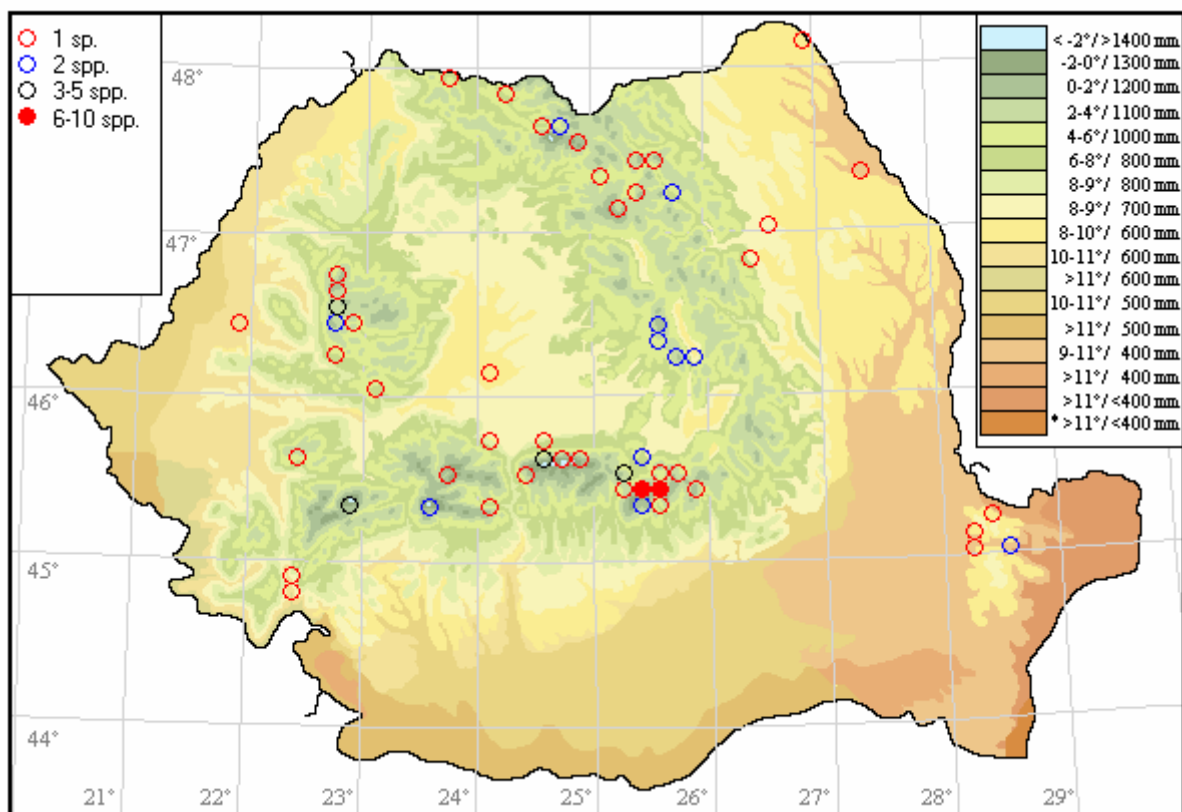 1 sp.
2 spp.
3-5 spp.
6-10 spp.
< -2°/ >1400 mm
-2-0°/ 1300 mm
0-2°/ 1200 mm
2-4°/ 1100 mm
4-6°/ 1000 mm
6-8°/ 800 mm
8-9°/ 800 mm
8-9°/ 700 mm
8-10°/ 600 mm
10-11°/ 600 mm
>11°/ 600 mm
10-11°/ 500 mm
>11°/ 500 mm
9-11°/ 400 mm
>11°/ 400 mm
>11°/ <400 mm
* >11°/ <400 mm
48°
47°
46°
45°
44°
21° 22° 23° 24° 25° 26° 27° 28° 29°